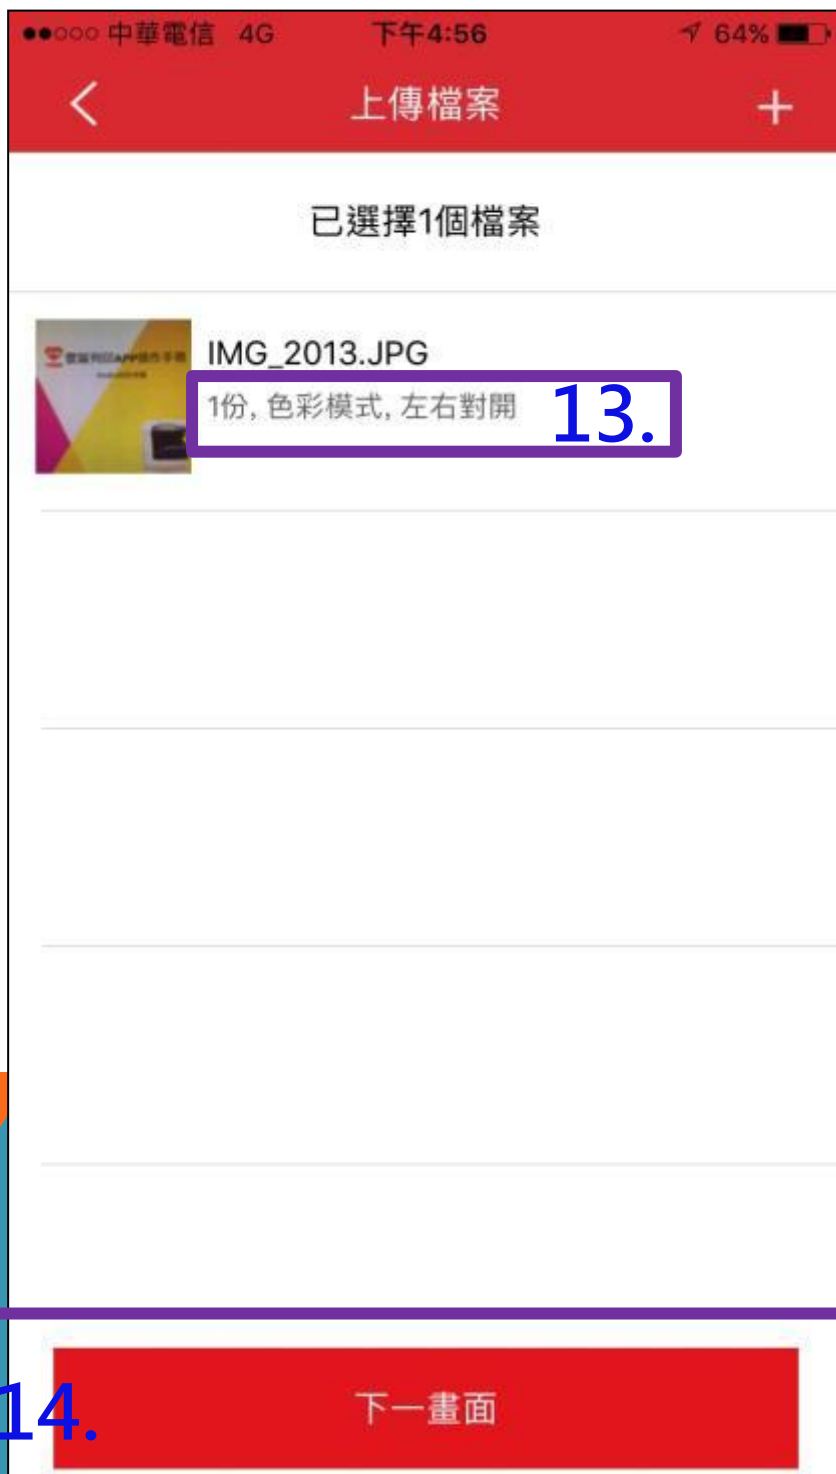 中華電信 4G 下午4:56 64%
上傳檔案 +
已選擇1個檔案
IMG_2013.JPG
1份, 色彩模式, 左右對開 13.
14. 下一畫面